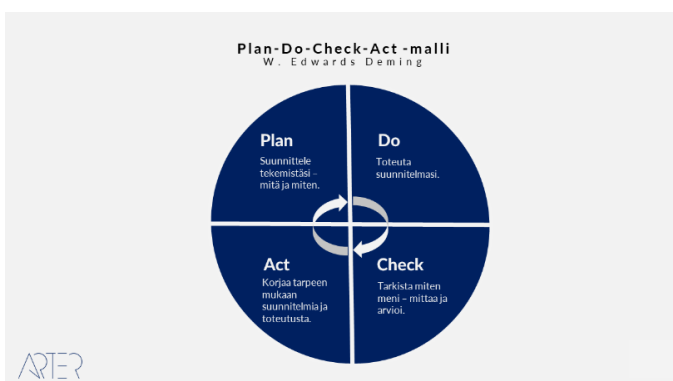 Plan-Do-Check-Act -malli
W. Edwards Deming
Plan
Suunnittele
tekemistäsi –
mitä ja miten.
Do
Toteuta
suunnitelmasi.
Act
Korjaa tarpeen
mukaan
suunnitelmia ja
toteutusta.
Check
Tarkista miten
meni – mittaa ja
arvioi.
ARTER